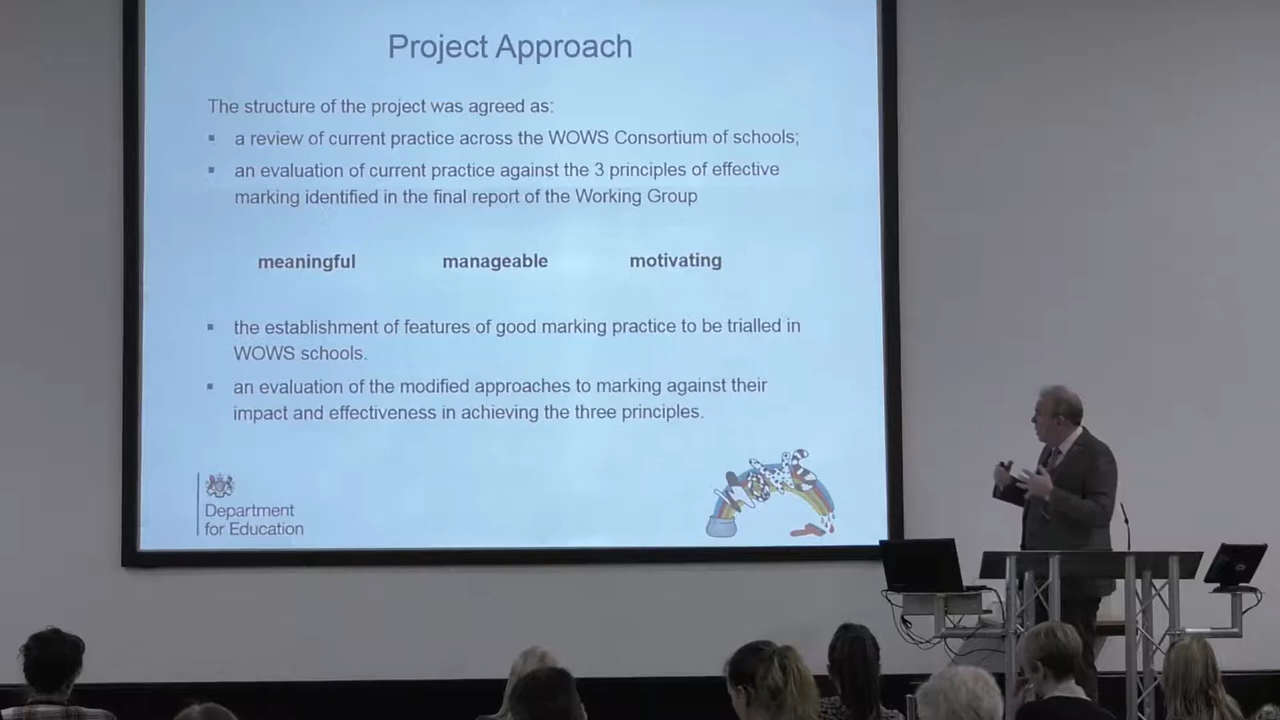 Project Approach
The structure of the project was agreed as:
▪ a review of current practice across the WOWS Consortium of schools;
▪ an evaluation of current practice against the 3 principles of effective
marking identified in the final report of the Working Group
meaningful manageable motivating
▪ the establishment of features of good marking practice to be trialled in
WOWS schools.
▪ an evaluation of the modified approaches to marking against their
impact and effectiveness in achieving the three principles.
Department
for Education